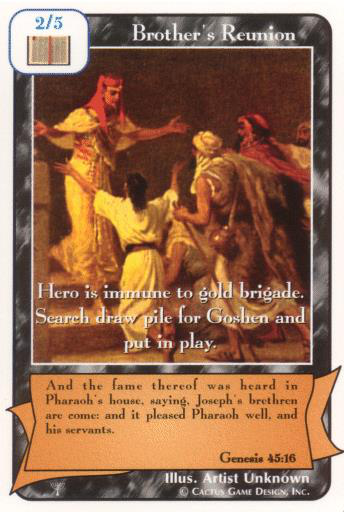 2/5
Brother's Reunion
Hero is immune to gold brigade.
Search draw pile for Goshen and
put in play.
And the fame thereof was heard in
Pharaoh's house, saying, Joseph's brethren
are come: and it pleased Pharaoh well, and
his servants.
Genesis 45:16
Illus. Artist Unknown
© Cactus Game Design, Inc.